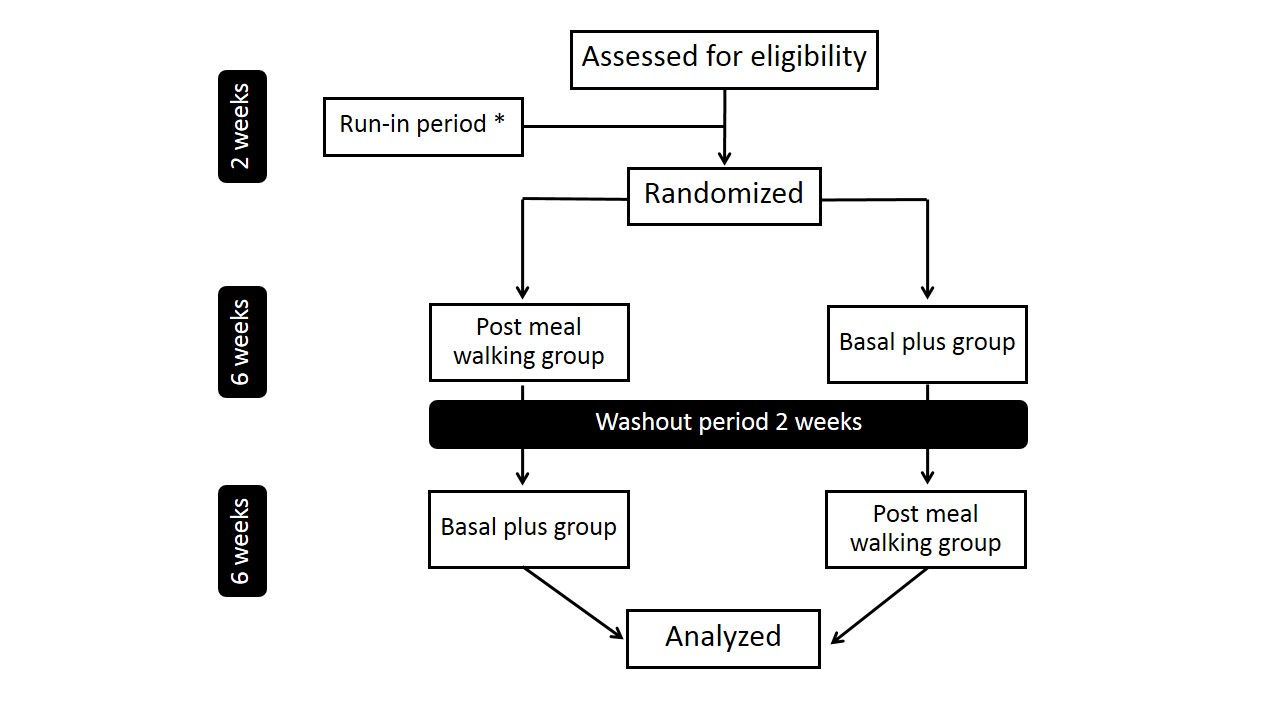 Assessed for eligibility
2 weeks
Run-in period *
Randomized
6 weeks
Post meal
walking group
Basal plus group
Washout period 2 weeks
6 weeks
Basal plus group
Post meal
walking group
Analyzed